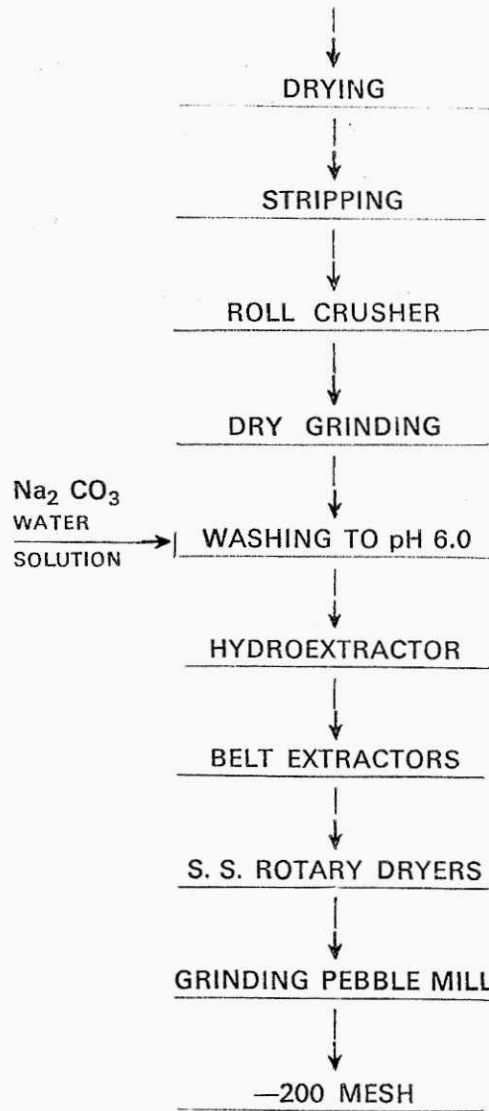 DRYING
STRIPPING
ROLL CRUSHER
DRY GRINDING
Na₂ CO₃
WATER
SOLUTION
WASHING TO pH 6.0
HYDROEXTRACTOR
BELT EXTRACTORS
S. S. ROTARY DRYERS
GRINDING PEBBLE MILL
—200 MESH